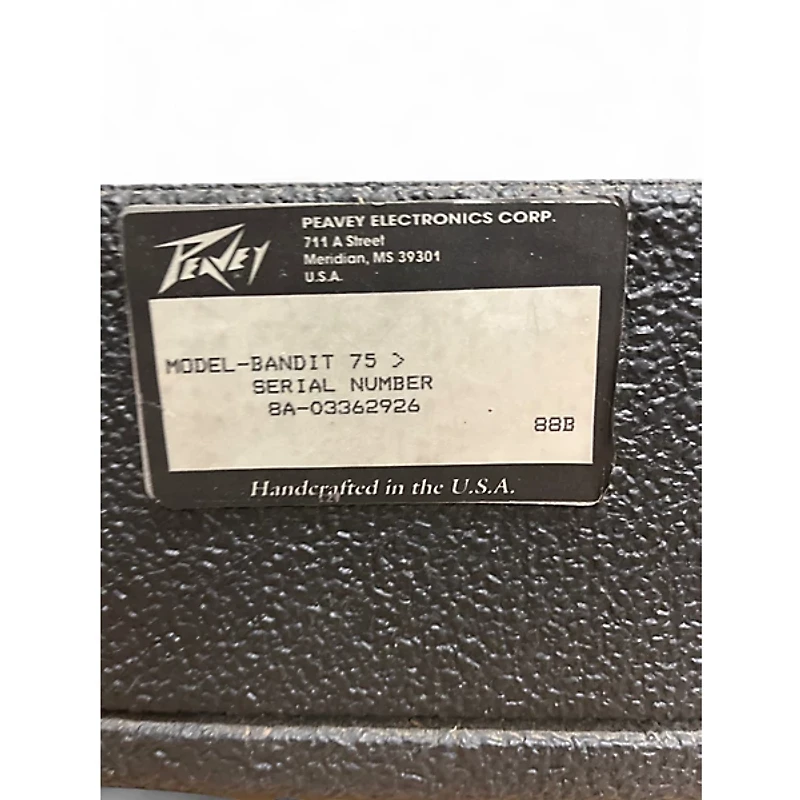 PEAVEY
PEAVEY ELECTRONICS CORP.
711 A Street
Meridian, MS 39301
U.S.A.
MODEL-BANDIT 75 >
SERIAL NUMBER
8A-03362926
88B
Handcrafted in the U.S.A.